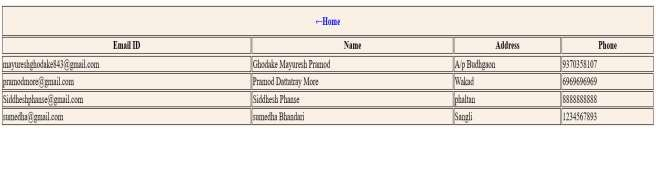 ←Home
Email ID Name Address Phone
mayureshghodake843@gmail.com Ghodake Mayuresh Pramod A/p Budhgaon 9370358107
pramodmore@gmail.com Pramod Dattatray More Wakad 6969696969
Siddheshphanse@gmail.com Siddhesh Phanse phaltan 8888888888
sumedha@gmail.com sumedha Bhandari Sangli 1234567893